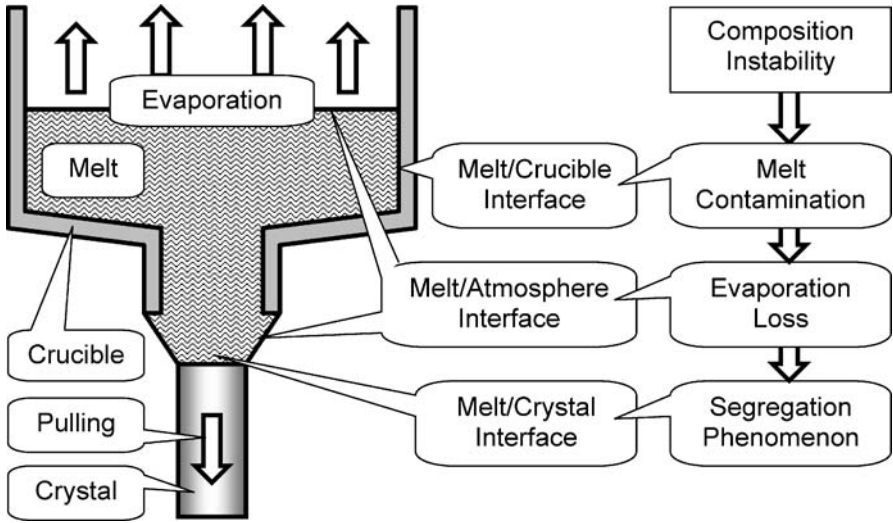 Composition
Instability
Evaporation
Melt
Melt/Crucible
Interface
Melt
Contamination
Melt/Atmosphere
Interface
Evaporation
Loss
Crucible
Melt/Crystal
Interface
Segregation
Phenomenon
Pulling
Crystal